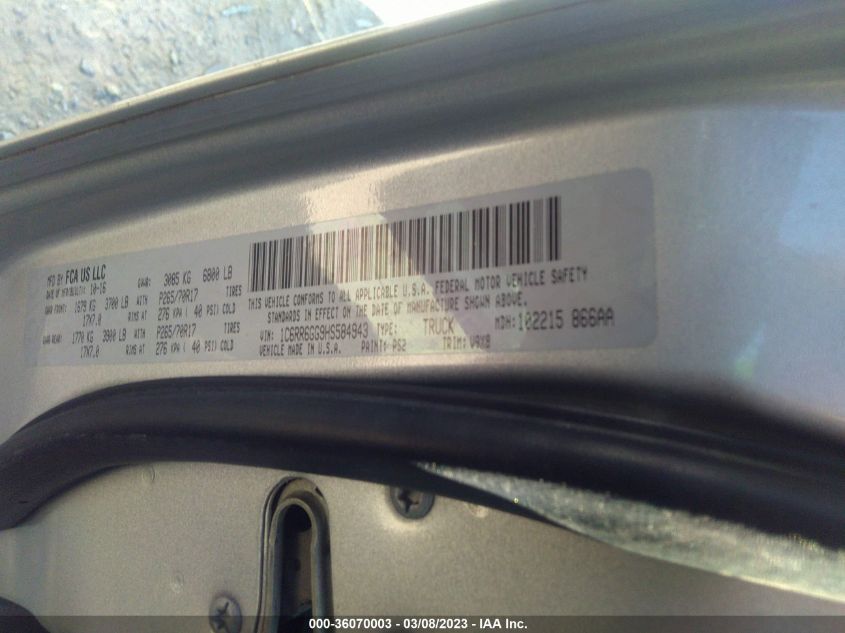 MFD BY FCA US LLC
DATE OF MFR 10-16 GVWR: 3085 KG 6800 LB
GAWR FRONT: 1679 KG 3700 LB WITH P265/70R17 TIRES
17X7.0 RIMS AT 276 KPA ( 40 PSI) COLD
GAWR REAR: 1770 KG 3900 LB WITH P265/70R17 TIRES
17X7.0 RIMS AT 276 KPA ( 40 PSI) COLD
THIS VEHICLE CONFORMS TO ALL APPLICABLE U.S.A. FEDERAL MOTOR VEHICLE SAFETY
STANDARDS IN EFFECT ON THE DATE OF MANUFACTURE SHOWN ABOVE.
VIN: 1C6RR6GG9HS584943 TYPE: TRUCK MDH: 102215 866AA
VEHICLE MADE IN U.S.A. PAINT: PS2 TRIM: V9X8
000-36070003 — 03/08/2023 — IAA Inc.